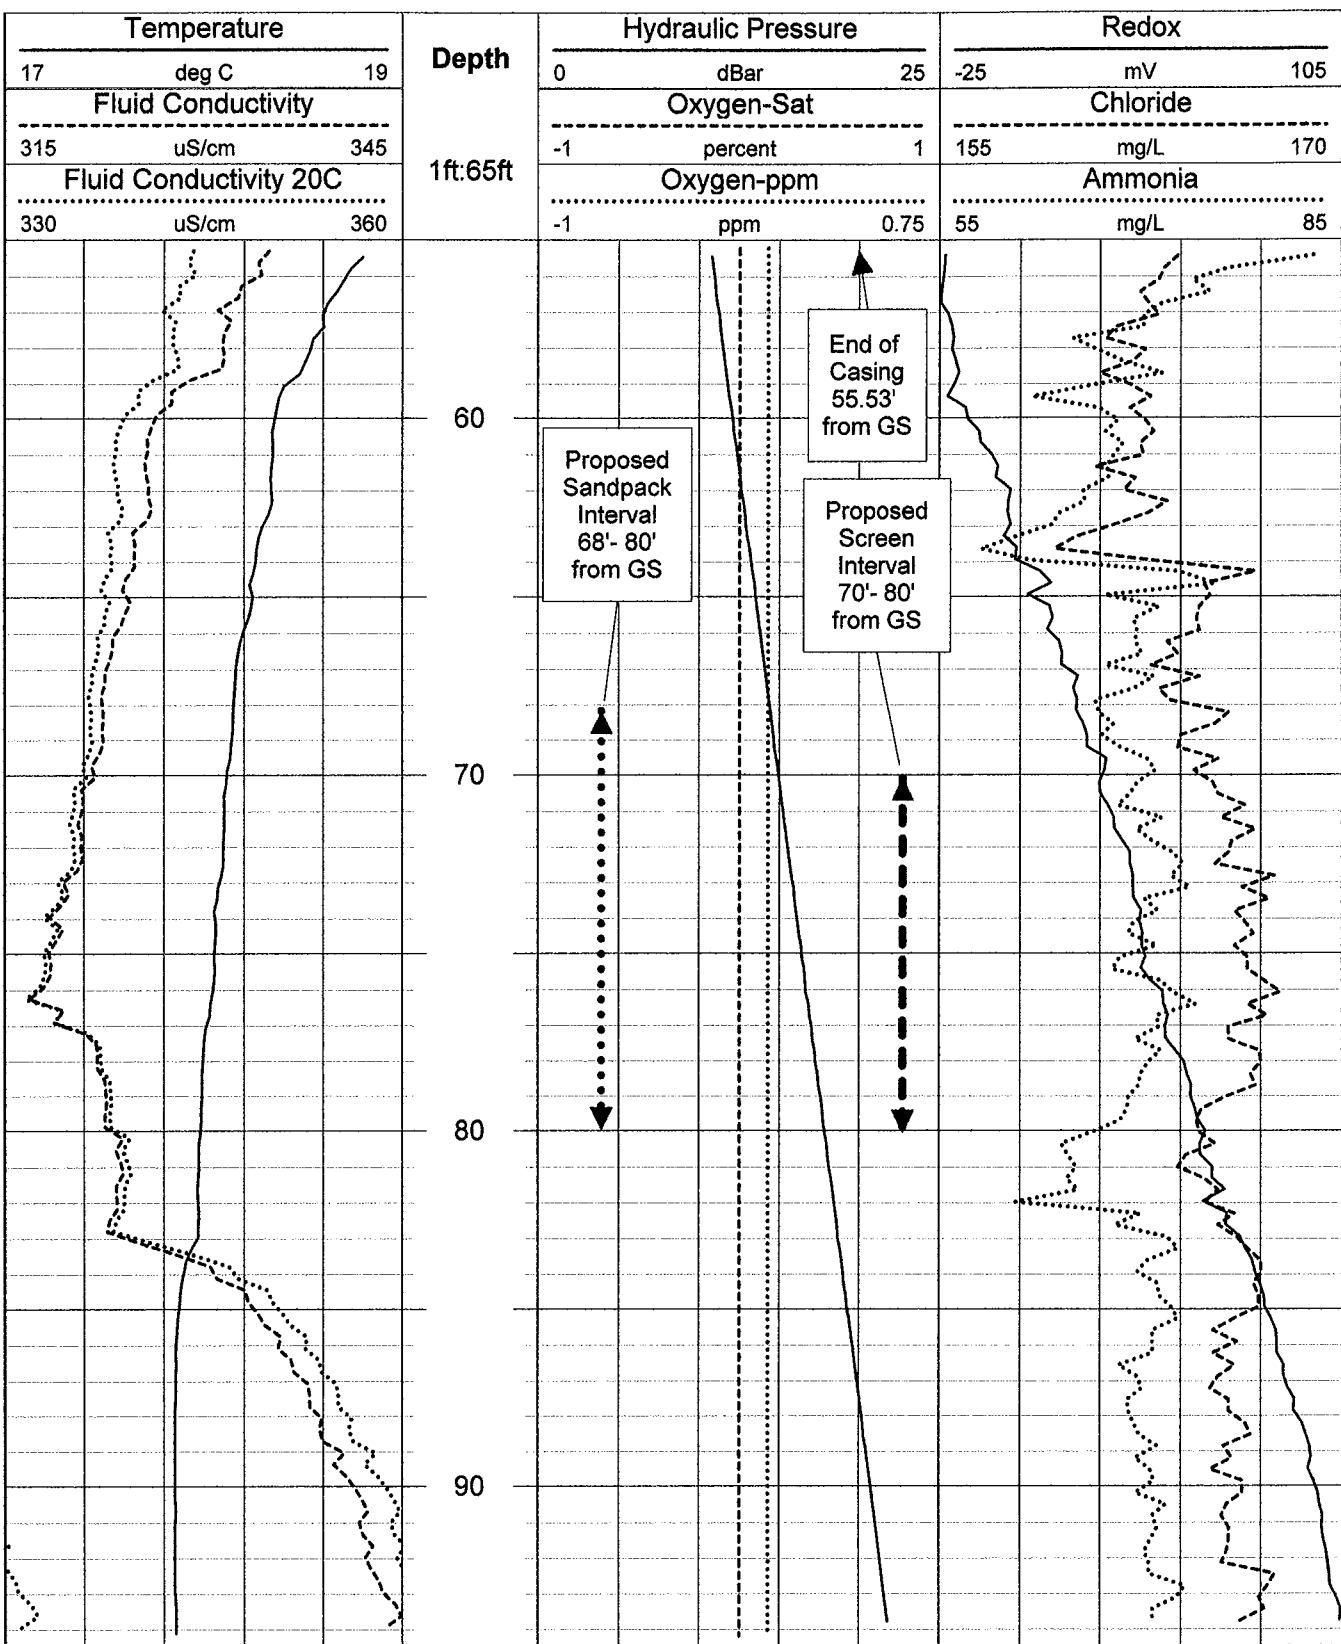 Temperature
17 deg C 19
Fluid Conductivity
315 uS/cm 345
Fluid Conductivity 20C
330 uS/cm 360
Depth
1ft:65ft
Hydraulic Pressure
0 dBar 25
Oxygen-Sat
-1 percent 1
Oxygen-ppm
-1 ppm 0.75
Redox
-25 mV 105
Chloride
155 mg/L 170
Ammonia
55 mg/L 85
End of
Casing
55.53'
from GS
60
Proposed
Sandpack
Interval
68'- 80'
from GS
Proposed
Screen
Interval
70'- 80'
from GS
70
80
90